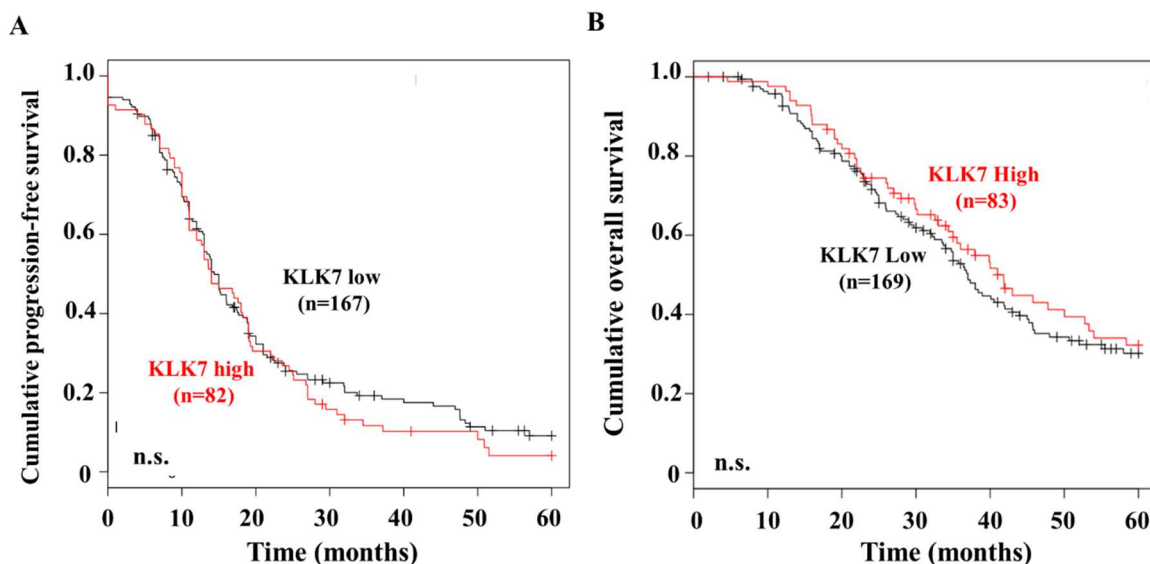 A
Cumulative progression-free survival
1.0
0.8
0.6
0.4
0.2
0
KLK7 low
(n=167)
KLK7 high
(n=82)
n.s.
0
10
20
30
40
50
60
Time (months)
B
Cumulative overall survival
1.0
0.8
0.6
0.4
0.2
0
KLK7 High
(n=83)
KLK7 Low
(n=169)
n.s.
0
10
20
30
40
50
60
Time (months)